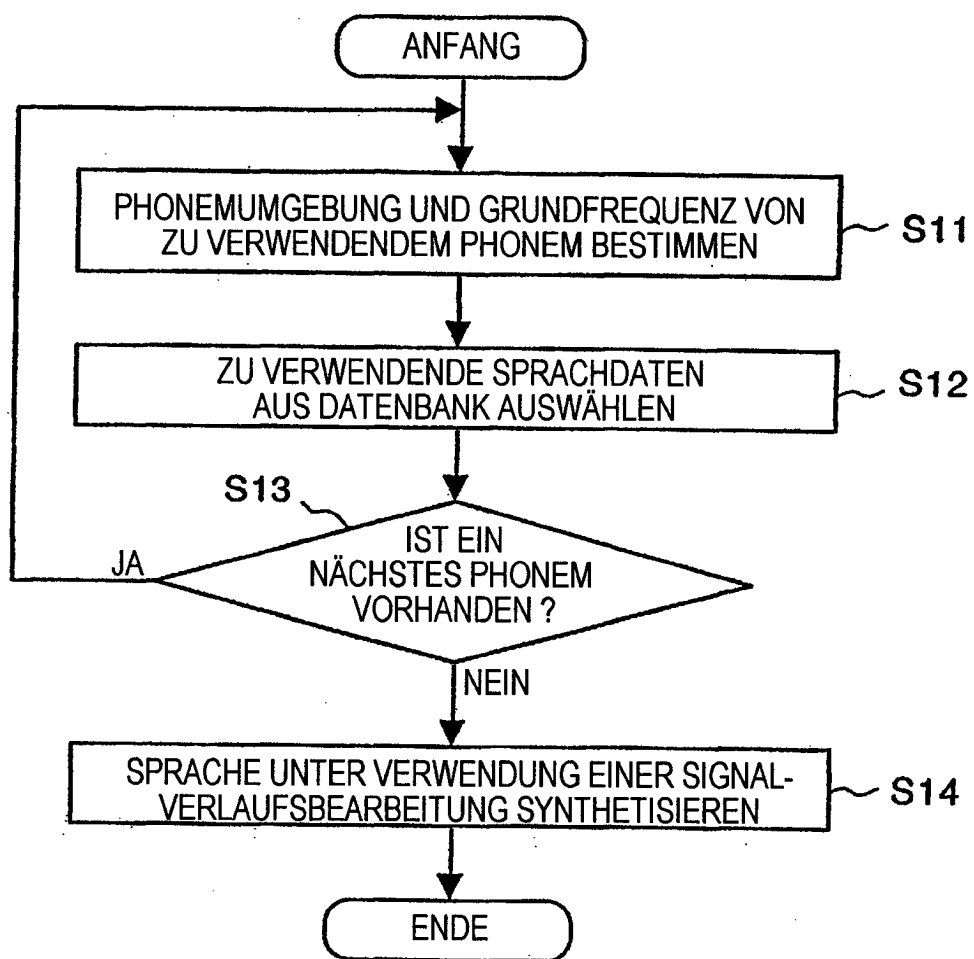 ANFANG
PHONEMUMGEBUNG UND GRUNDFREQUENZ VON
ZU VERWENDENDEM PHONEM BESTIMMEN
S11
ZU VERWENDENDE SPRACHDATEN
AUS DATENBANK AUSWÄHLEN
S12
S13
IST EIN
NÄCHSTES PHONEM
VORHANDEN ?
JA
NEIN
SPRACHE UNTER VERWENDUNG EINER SIGNAL-
VERLAUFSBEARBEITUNG SYNTHETISIEREN
S14
ENDE